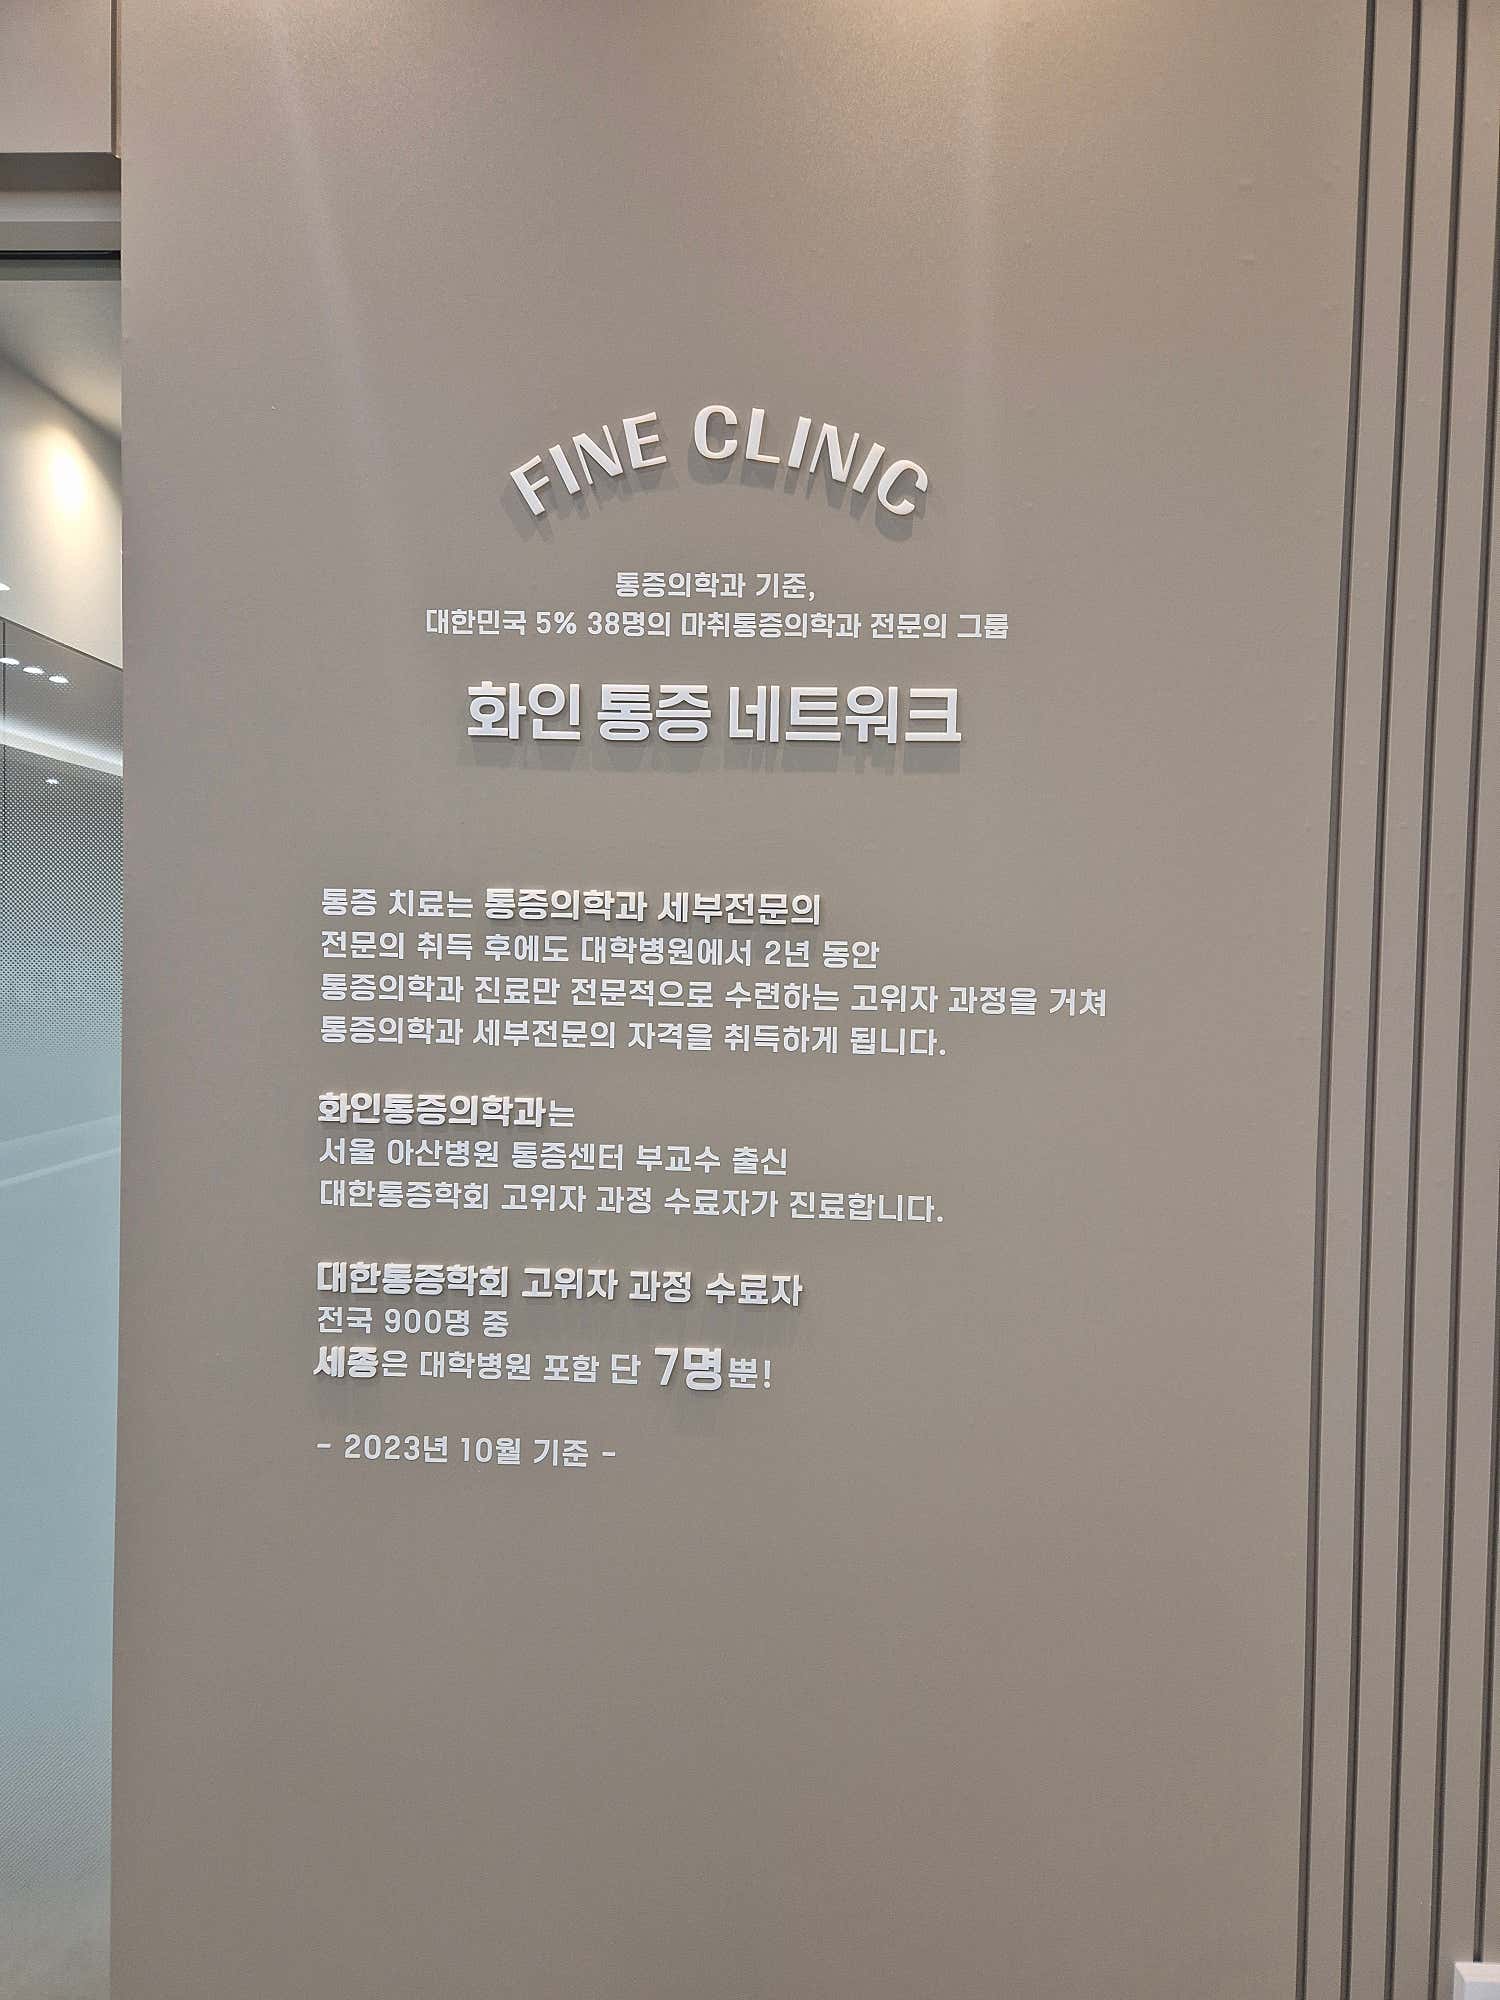 FINE CLINIC
통증의학과 기준,
대한민국 5% 38명의 마취통증의학과 전문의 그룹
화인 통증 네트워크
통증 치료는 통증의학과 세부전문의
전문의 취득 후에도 대학병원에서 2년 동안
통증의학과 진료만 전문적으로 수련하는 고위자 과정을 거쳐
통증의학과 세부전문의 자격을 취득하게 됩니다.
화인통증의학과는
서울 아산병원 통증센터 부교수 출신
대한통증학회 고위자 과정 수료자가 진료합니다.
대한통증학회 고위자 과정 수료자
전국 900명 중
세종은 대학병원 포함 단 7명뿐!
- 2023년 10월 기준 -